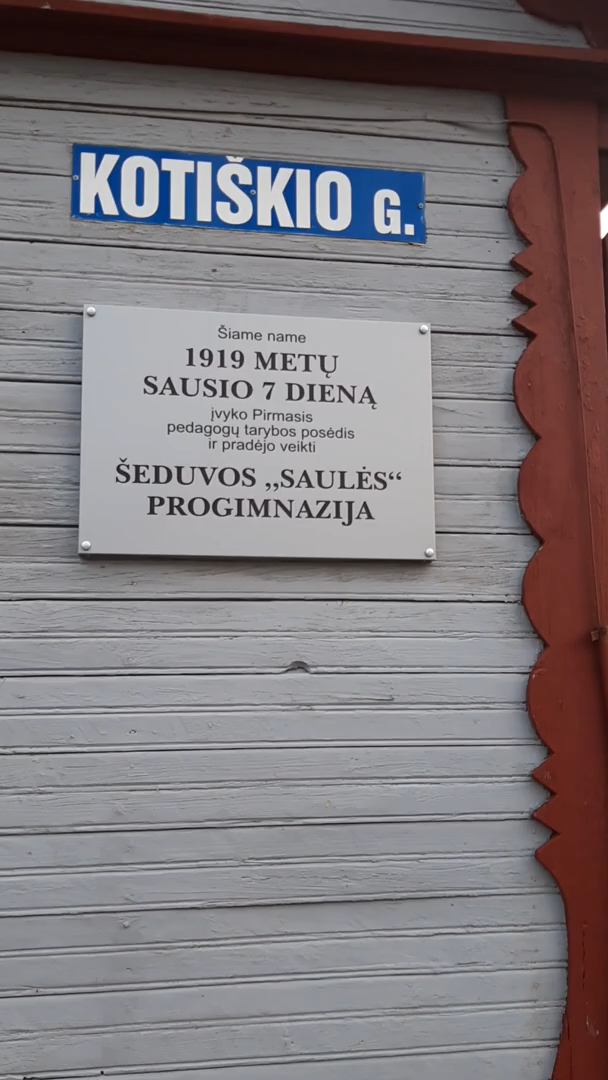 KOTIŠKIO G.
Šiame name
1919 METŲ
SAUSIO 7 DIENĄ
įvyko Pirmasis
pedagogų tarybos posėdis
ir pradėjo veikti
ŠEDUVOS „SAULĖS“
PROGIMNAZIJA